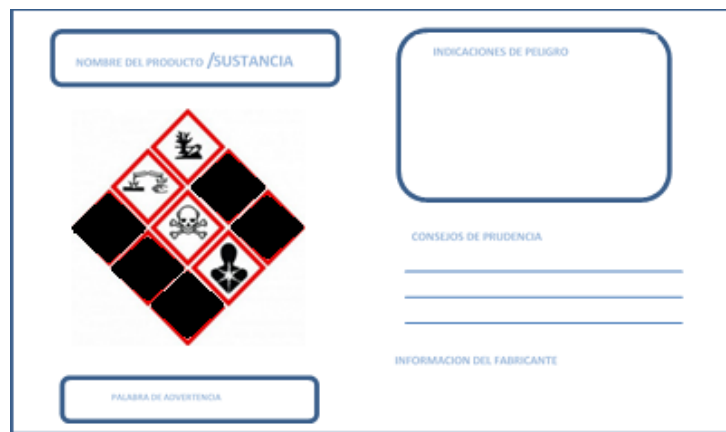 NOMBRE DEL PRODUCTO /SUSTANCIA
INDICACIONES DE PELIGRO
CONSEJOS DE PRUDENCIA
INFORMACION DEL FABRICANTE
PALABRA DE ADVERTENCIA